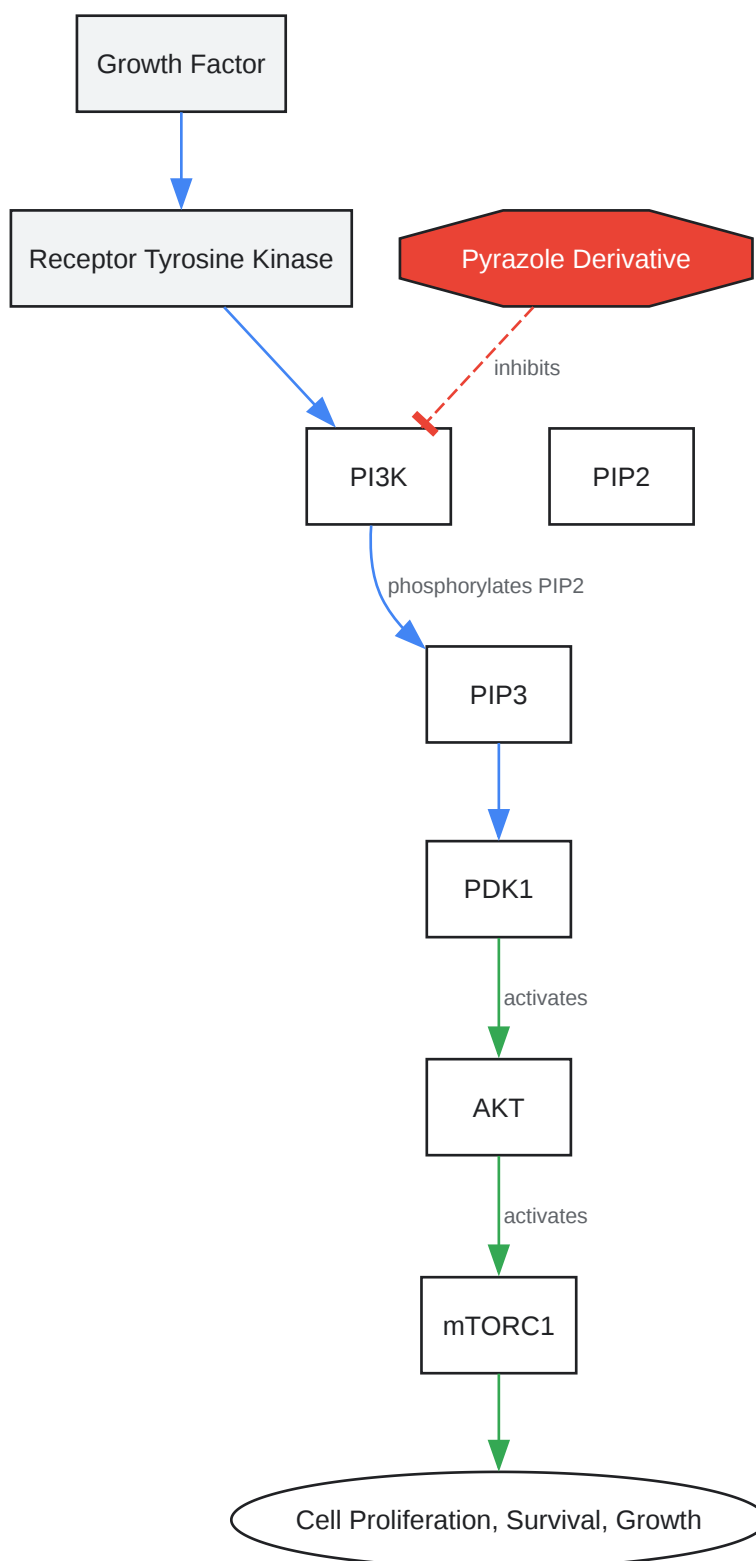 Growth Factor
Receptor Tyrosine Kinase
Pyrazole Derivative
inhibits
PI3K
PIP2
phosphorylates PIP2
PIP3
PDK1
activates
AKT
activates
mTORC1
Cell Proliferation, Survival, Growth